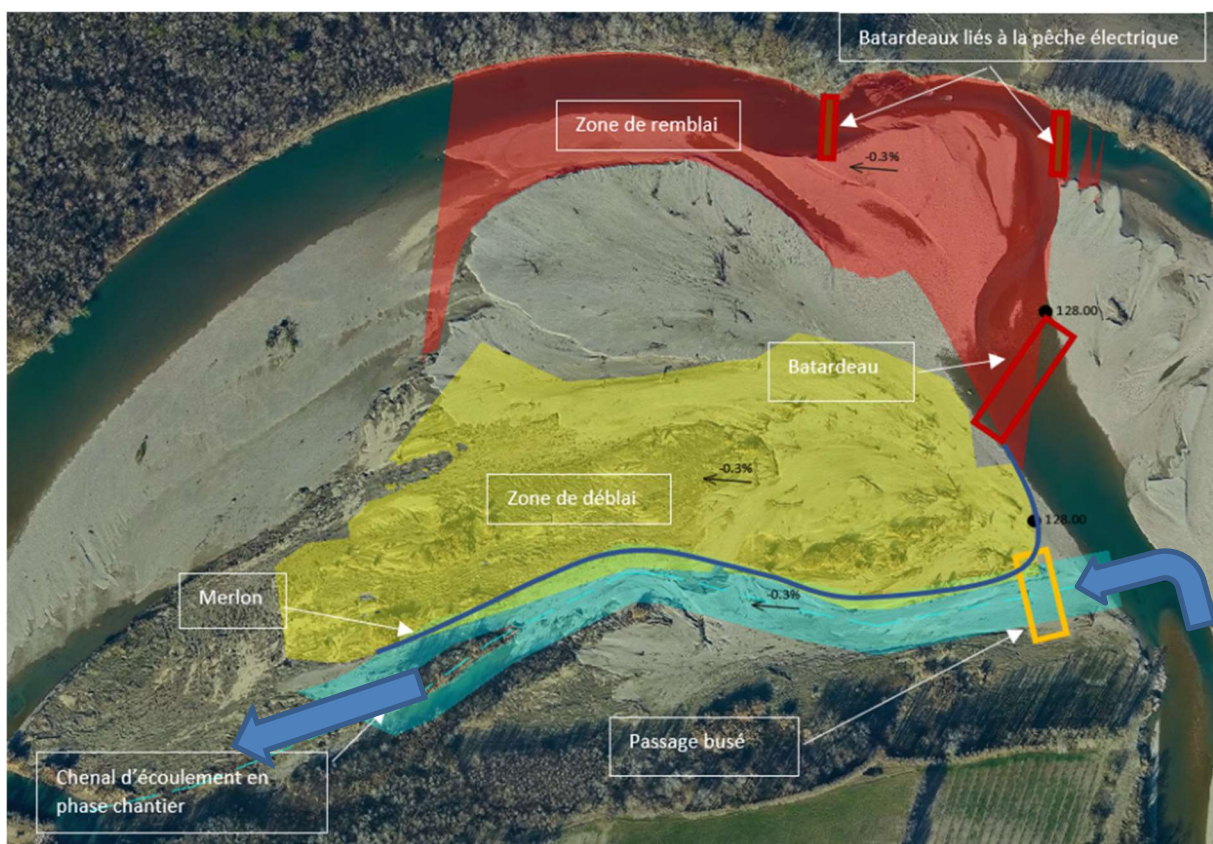 Batardeaux liés à la pêche électrique
Zone de remblai
-0.3%
128.00
Batardeau
-0.3%
Zone de déblai
128.00
Merlon
-0.3%
Passage busé
Chenal d'écoulement en
phase chantier